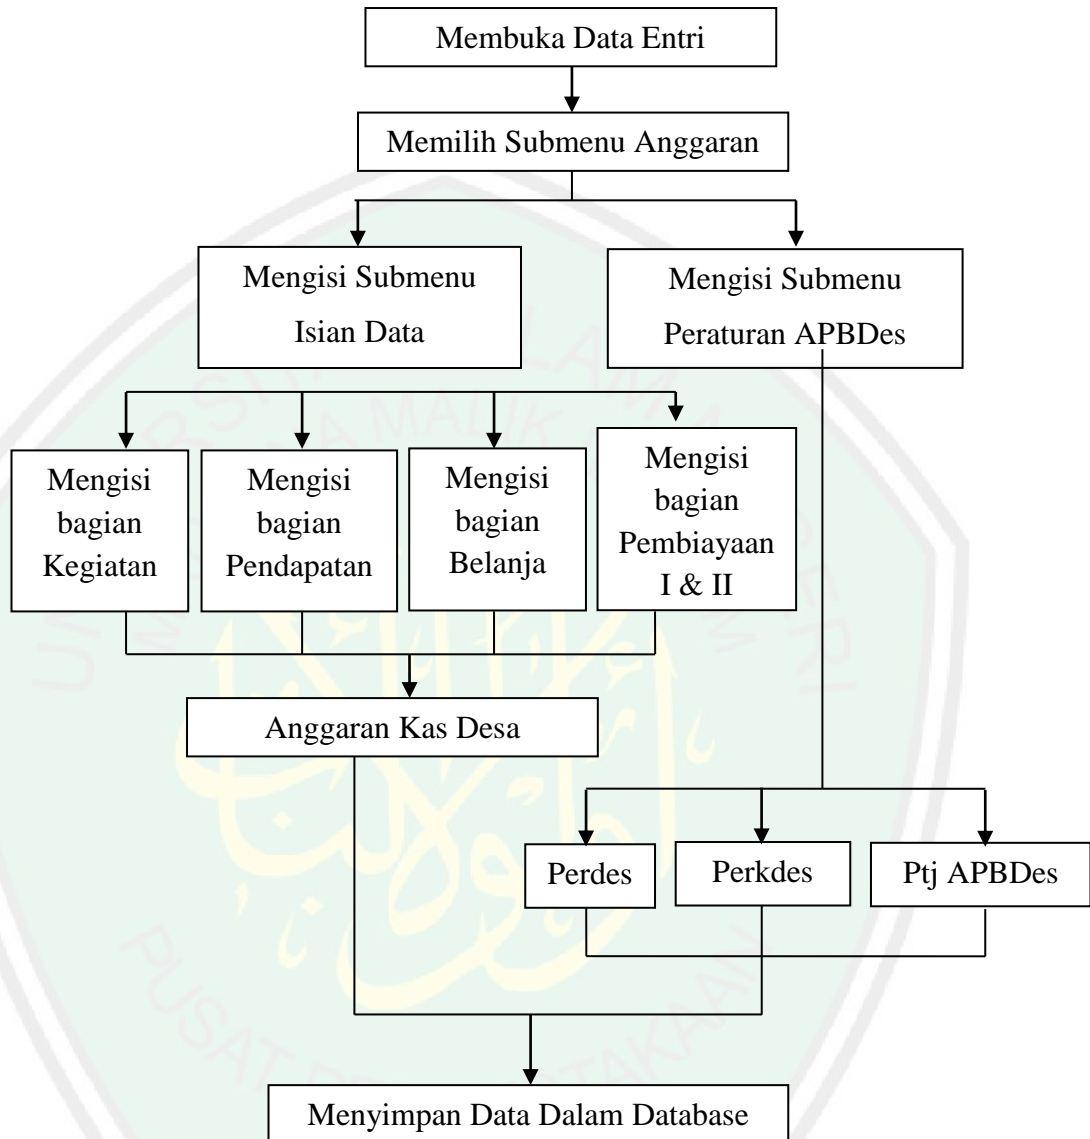 Membuka Data Entri
Memilih Submenu Anggaran
Mengisi Submenu
Isian Data
Mengisi Submenu
Peraturan APBDes
Mengisi
bagian
Kegiatan
Mengisi
bagian
Pendapatan
Mengisi
bagian
Belanja
Mengisi
bagian
Pembiayaan
I & II
Anggaran Kas Desa
Perdes
Perkdes
Ptj APBDes
Menyimpan Data Dalam Database